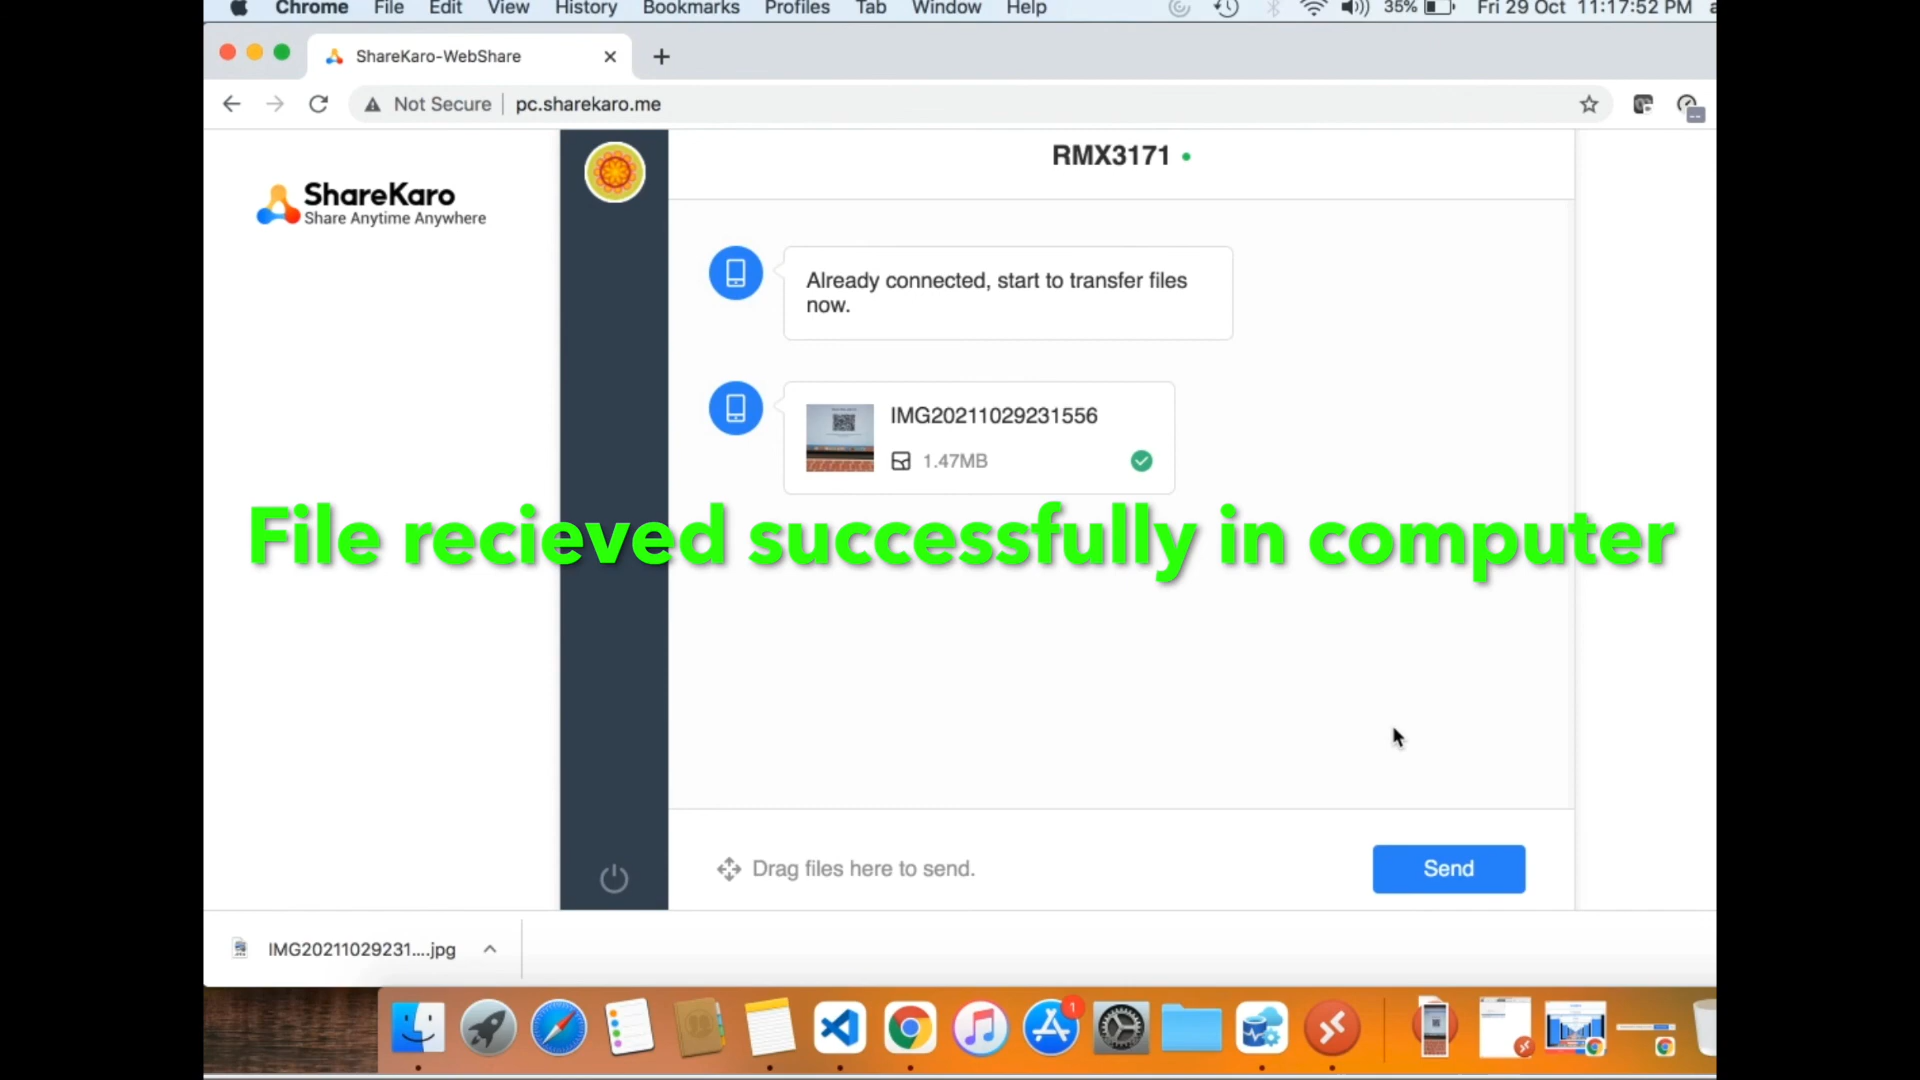 Chrome File Edit View History Bookmarks Profiles Tab Window Help 35% Fri 29 Oct 11:17:52 PM
ShareKaro-WebShare
Not Secure pc.sharekaro.me
RMX3171
ShareKaro
Share Anytime Anywhere
Already connected, start to transfer files
now.
IMG20211029231556
1.47MB
File recieved successfully in computer
Drag files here to send.
Send
IMG20211029231....jpg
1